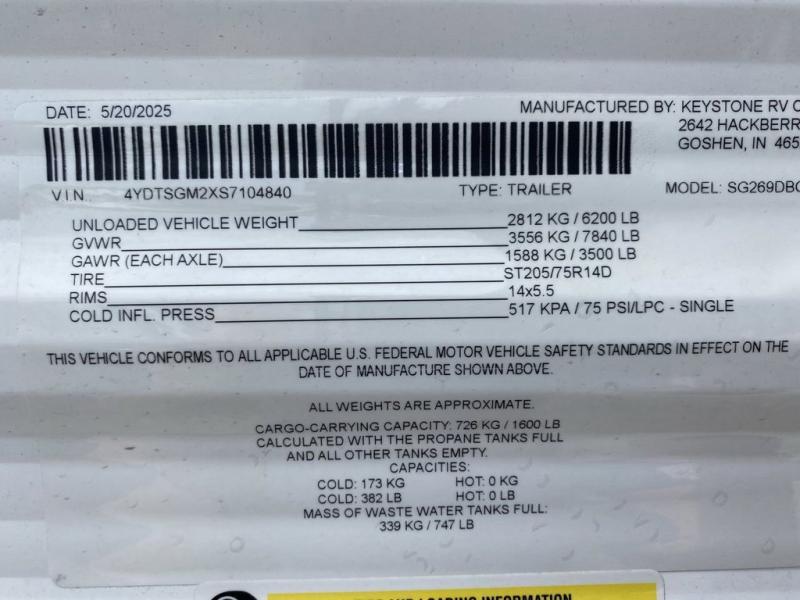 DATE: 5/20/2025
MANUFACTURED BY: KEYSTONE RV
2642
GOSHEN, IN
V I N 4YDTSGM2XS7104840 TYPE: TRAILER MODEL:
UNLOADED VEHICLE WEIGHT 2812 KG / 6200 LB
GVWR 3556 KG / 7840 LB
GAWR (EACH AXLE) 1588 KG / 3500 LB
TIRE ST205/75R14D
RIMS 14x5.5
COLD INFL. PRESS 517 KPA / 75 PSI/LPC - SINGLE
THIS VEHICLE CONFORMS TO ALL APPLICABLE U.S. FEDERAL MOTOR VEHICLE SAFETY STANDARDS IN EFFECT ON THE
DATE OF MANUFACTURE SHOWN ABOVE.
ALL WEIGHTS ARE APPROXIMATE.
CARGO-CARRYING CAPACITY: 726 KG / 1600 LB
CALCULATED WITH THE PROPANE TANKS FULL
AND ALL OTHER TANKS EMPTY.
CAPACITIES:
COLD: 173 KG HOT: 0 KG
COLD: 382 LB HOT: 0 LB
MASS OF WASTE WATER TANKS FULL:
339 KG / 747 LB
AND LOADING INFORMATION